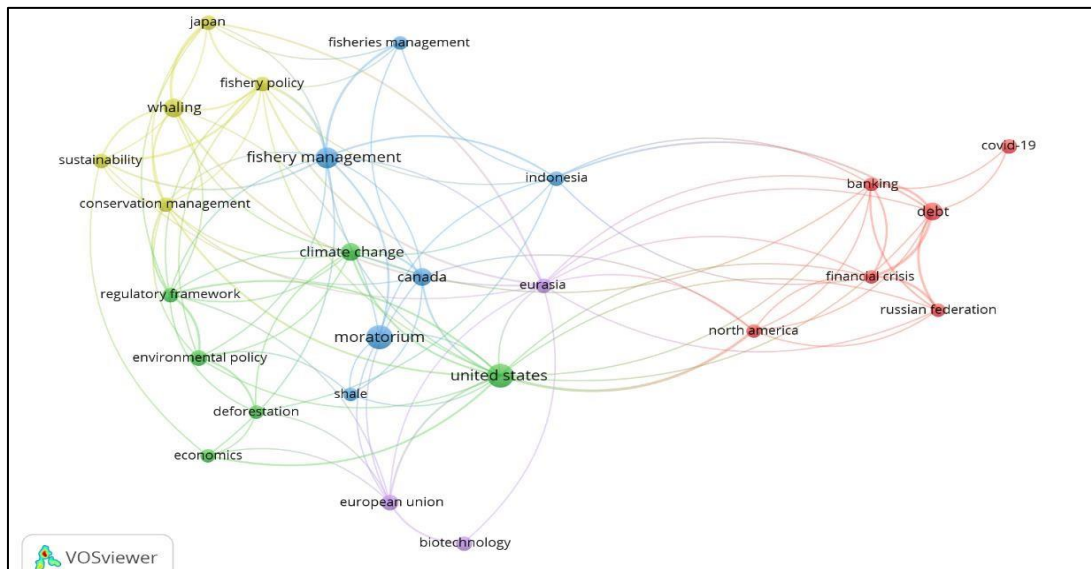 japan
fisheries management
fishery policy
whaling
sustainability
fishery management
covid-19
indonesia
banking
conservation management
debt
climate change
canada
financial crisis
eurasia
regulatory framework
russian federation
north america
moratorium
environmental policy
united states
shale
deforestation
economics
european union
biotechnology
VOSviewer